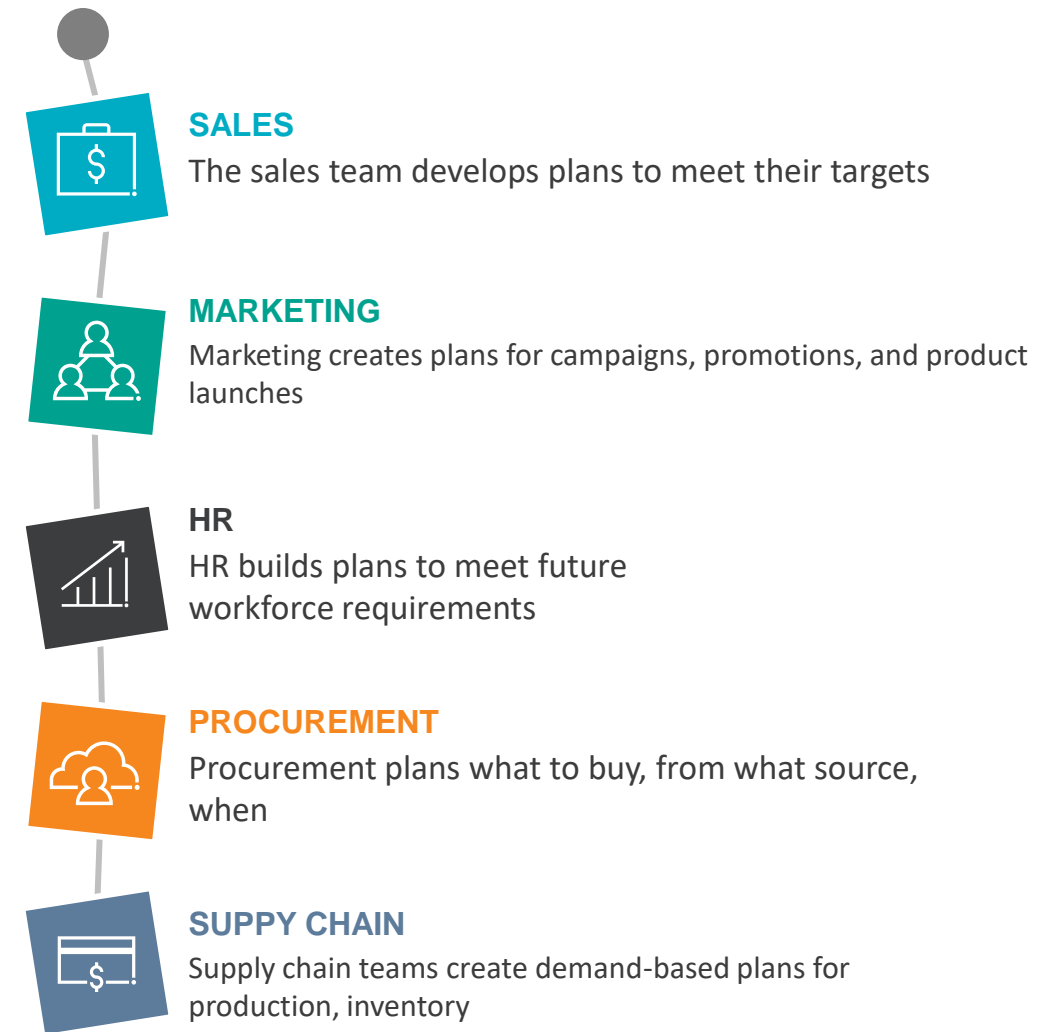 $
SALES
The sales team develops plans to meet their targets
MARKETING
Marketing creates plans for campaigns, promotions, and product
launches
HR
HR builds plans to meet future
workforce requirements
PROCUREMENT
Procurement plans what to buy, from what source,
when
$
SUPPY CHAIN
Supply chain teams create demand-based plans for
production, inventory